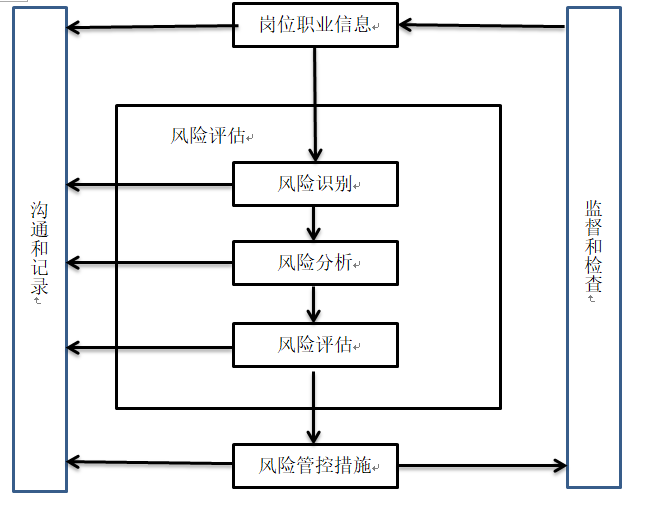 岗位职业信息
风险评估
风险识别
沟通和记录
监督和检查
风险分析
风险评估
风险管控措施